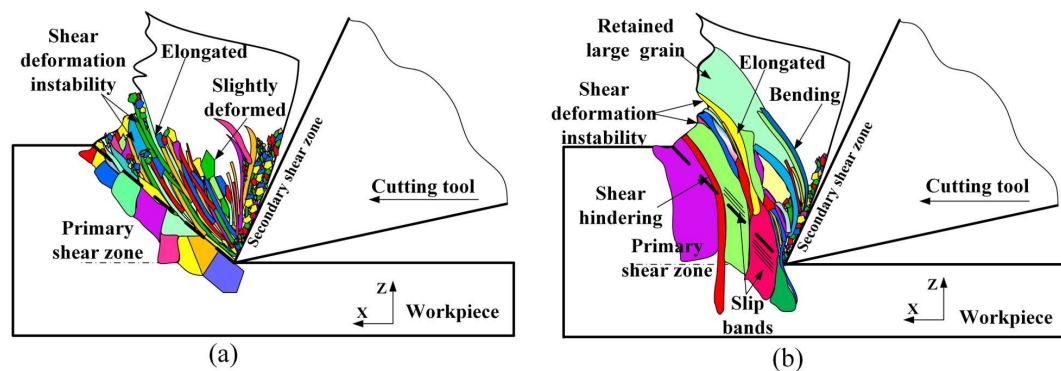 Shear
deformation
instability
Elongated
Slightly
deformed
Secondary shear zone
Cutting tool
Primary
shear zone
Z
X
Workpiece
(a)
Retained
large grain
Elongated
Bending
Shear
deformation
instability
Shear
hindering
Secondary shear zone
Cutting tool
Primary
shear zone
Slip
bands
Z
X
Workpiece
(b)